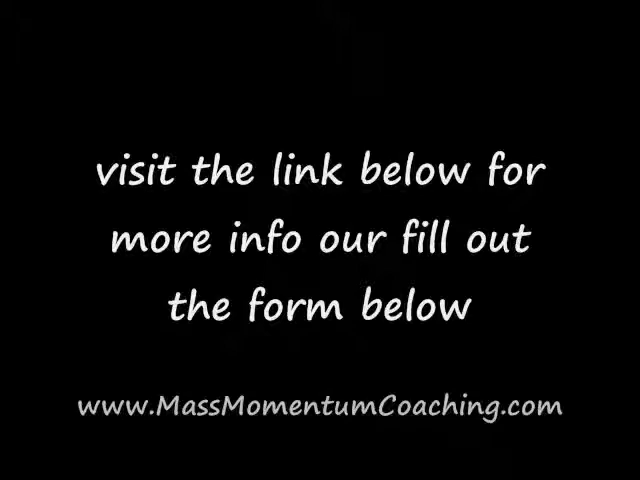 visit the link below for
more info our fill out
the form below
www.MassMomentumCoaching.com